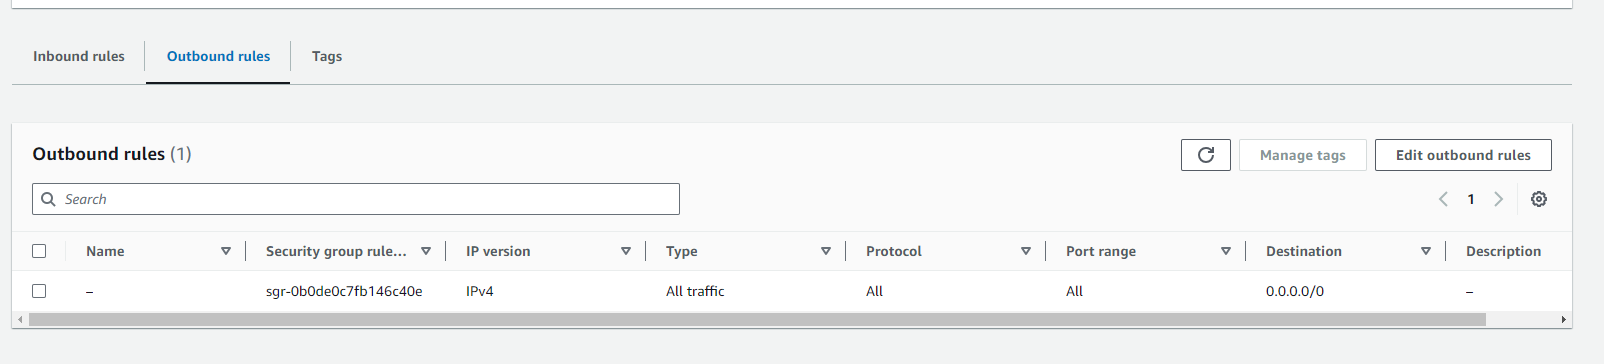 Inbound rules Outbound rules Tags
Outbound rules (1)
Manage tags Edit outbound rules
Search
1
Name Security group rule... IP version Type Protocol Port range Destination Description
– sgr-0b0de0c7fb146c40e IPv4 All traffic All All 0.0.0.0/0 –